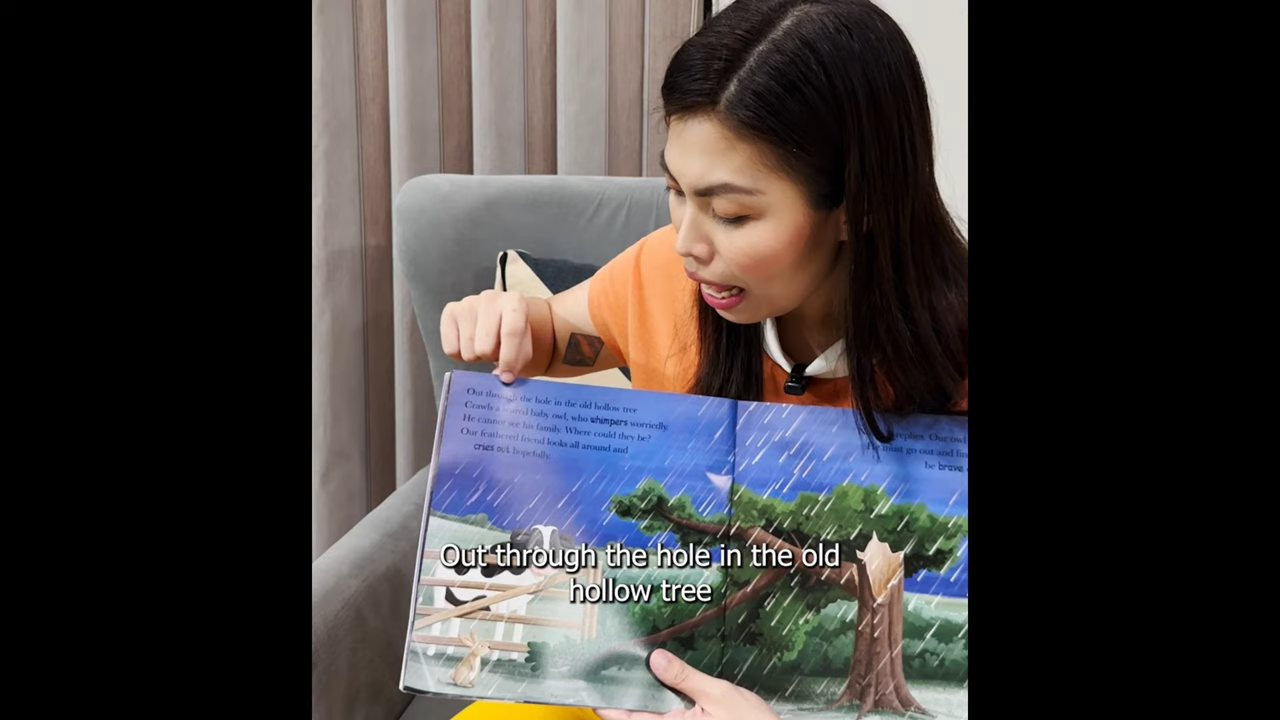 Out through the hole in the old hollow tree
Crawls a scared baby owl, who whimpers worriedly.
He cannot see his family. Where could they be?
Our feathered friend looks all around and
cries out hopefully.
replies. Our owl
He must go out and fin
be brave
Out through the hole in the old
hollow tree